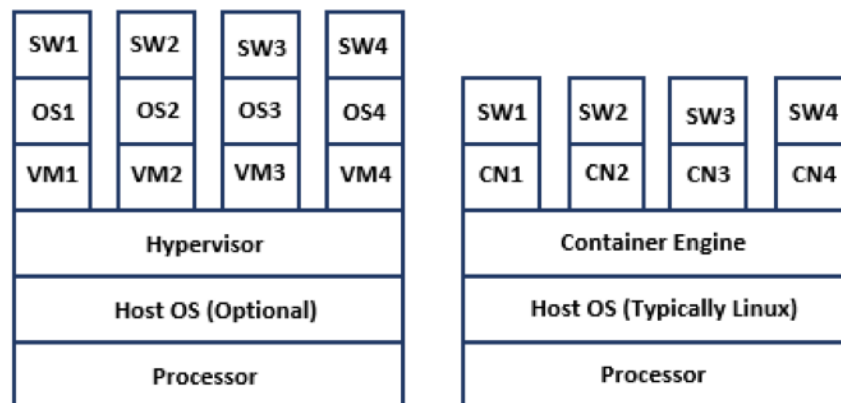 SW1 SW2 SW3 SW4
OS1 OS2 OS3 OS4
VM1 VM2 VM3 VM4
Hypervisor
Host OS (Optional)
Processor
SW1 SW2 SW3 SW4
CN1 CN2 CN3 CN4
Container Engine
Host OS (Typically Linux)
Processor